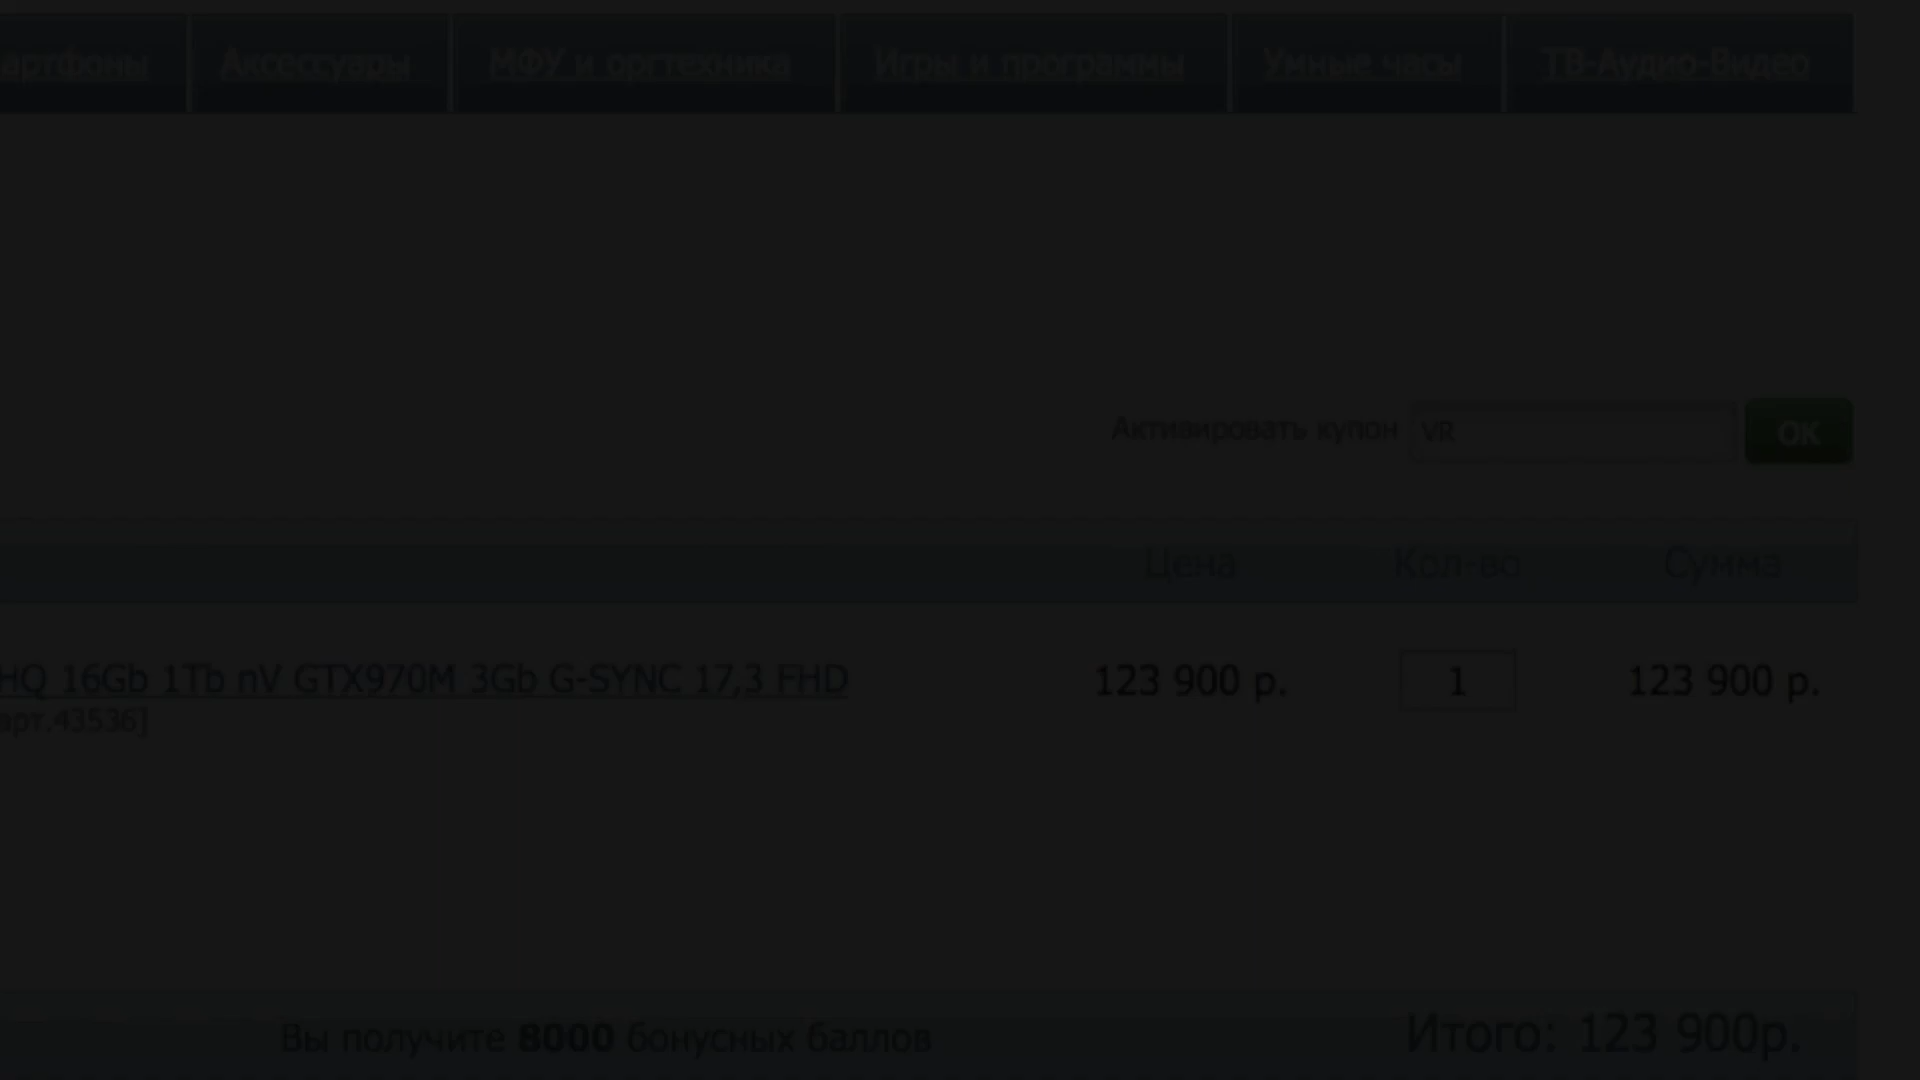 артфоны Аксессуары МФУ и оргтехника Игры и программы Умные часы ТВ-Аудио-Видео
Активировать купон VR OK
Цена Кол-во Сумма
HQ 16Gb 1Tb nV GTX970M 3Gb G-SYNC 17,3 FHD 123 900 р. 1 123 900 р.
арт.43536]
Вы получите 8000 бонусных баллов Итого: 123 900р.